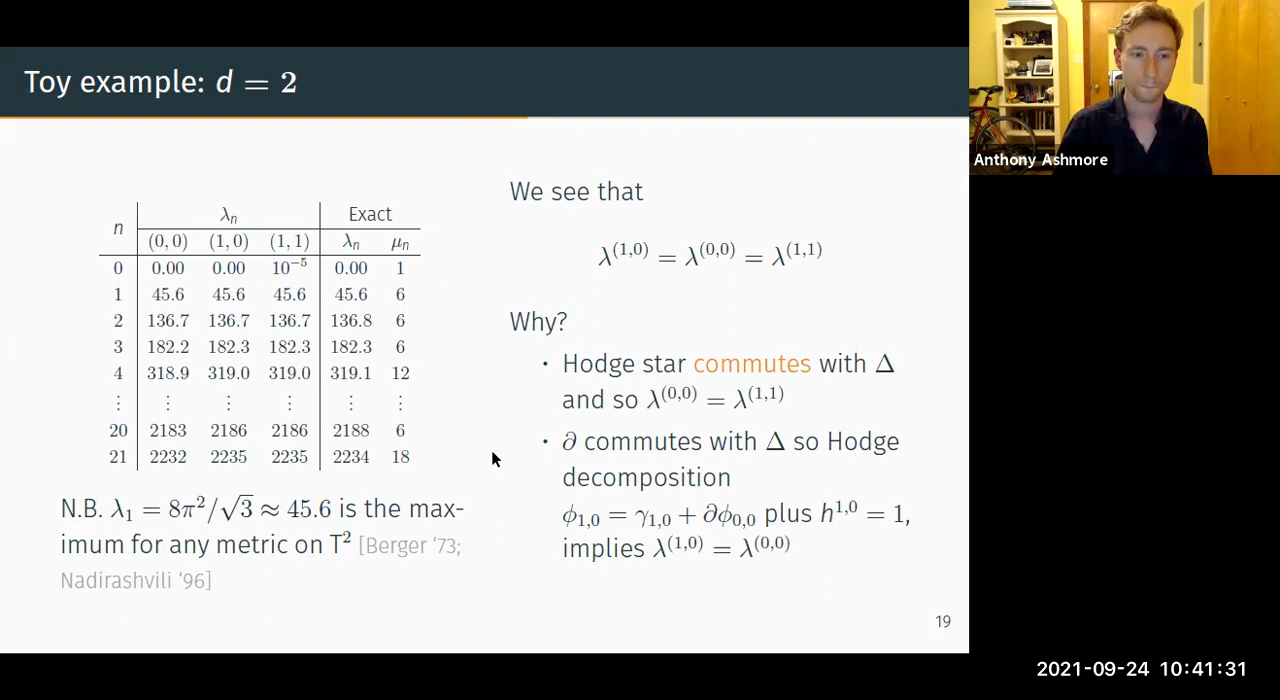 Toy example: d = 2
n λₙ Exact
(0, 0) (1, 0) (1, 1) λₙ μₙ
0 0.00 0.00 10⁻⁵ 0.00 1
1 45.6 45.6 45.6 45.6 6
2 136.7 136.7 136.7 136.8 6
3 182.2 182.3 182.3 182.3 6
4 318.9 319.0 319.0 319.1 12
⋮ ⋮ ⋮ ⋮ ⋮ ⋮
20 2183 2186 2186 2188 6
21 2232 2235 2235 2234 18
N.B. λ₁ = 8π²/√3 ≈ 45.6 is the max-
imum for any metric on T² [Berger '73;
Nadirashvili '96]
We see that
λ^(1,0) = λ^(0,0) = λ^(1,1)
Why?
• Hodge star commutes with Δ
and so λ^(0,0) = λ^(1,1)
• ∂ commutes with Δ so Hodge
decomposition
ϕ₁,₀ = γ₁,₀ + ∂ϕ₀,₀ plus h^1,0 = 1,
implies λ^(1,0) = λ^(0,0)
19
Anthony Ashmore
2021-09-24 10:41:31